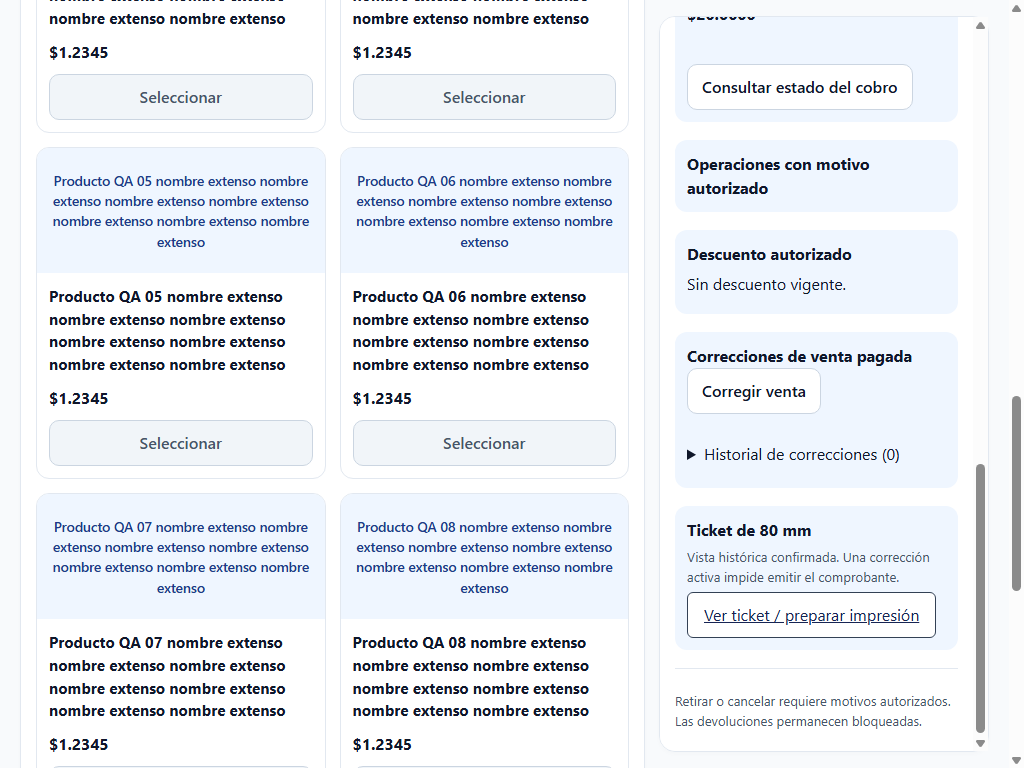 nombre extenso nombre extenso
$1.2345
Seleccionar
nombre extenso nombre extenso
$1.2345
Seleccionar
Producto QA 05 nombre extenso nombre
extenso nombre extenso nombre extenso
nombre extenso nombre extenso nombre
extenso
Producto QA 05 nombre extenso
nombre extenso nombre extenso
nombre extenso nombre extenso
nombre extenso nombre extenso
$1.2345
Seleccionar
Producto QA 06 nombre extenso nombre
extenso nombre extenso nombre extenso
nombre extenso nombre extenso nombre
extenso
Producto QA 06 nombre extenso
nombre extenso nombre extenso
nombre extenso nombre extenso
nombre extenso nombre extenso
$1.2345
Seleccionar
Producto QA 07 nombre extenso nombre
extenso nombre extenso nombre extenso
nombre extenso nombre extenso nombre
extenso
Producto QA 07 nombre extenso
nombre extenso nombre extenso
nombre extenso nombre extenso
nombre extenso nombre extenso
$1.2345
Producto QA 08 nombre extenso nombre
extenso nombre extenso nombre extenso
nombre extenso nombre extenso nombre
extenso
Producto QA 08 nombre extenso
nombre extenso nombre extenso
nombre extenso nombre extenso
nombre extenso nombre extenso
$1.2345
Consultar estado del cobro
Operaciones con motivo
autorizado
Descuento autorizado
Sin descuento vigente.
Correcciones de venta pagada
Corregir venta
Historial de correcciones (0)
Ticket de 80 mm
Vista histórica confirmada. Una corrección
activa impide emitir el comprobante.
Ver ticket / preparar impresión
Retirar o cancelar requiere motivos autorizados.
Las devoluciones permanecen bloqueadas.